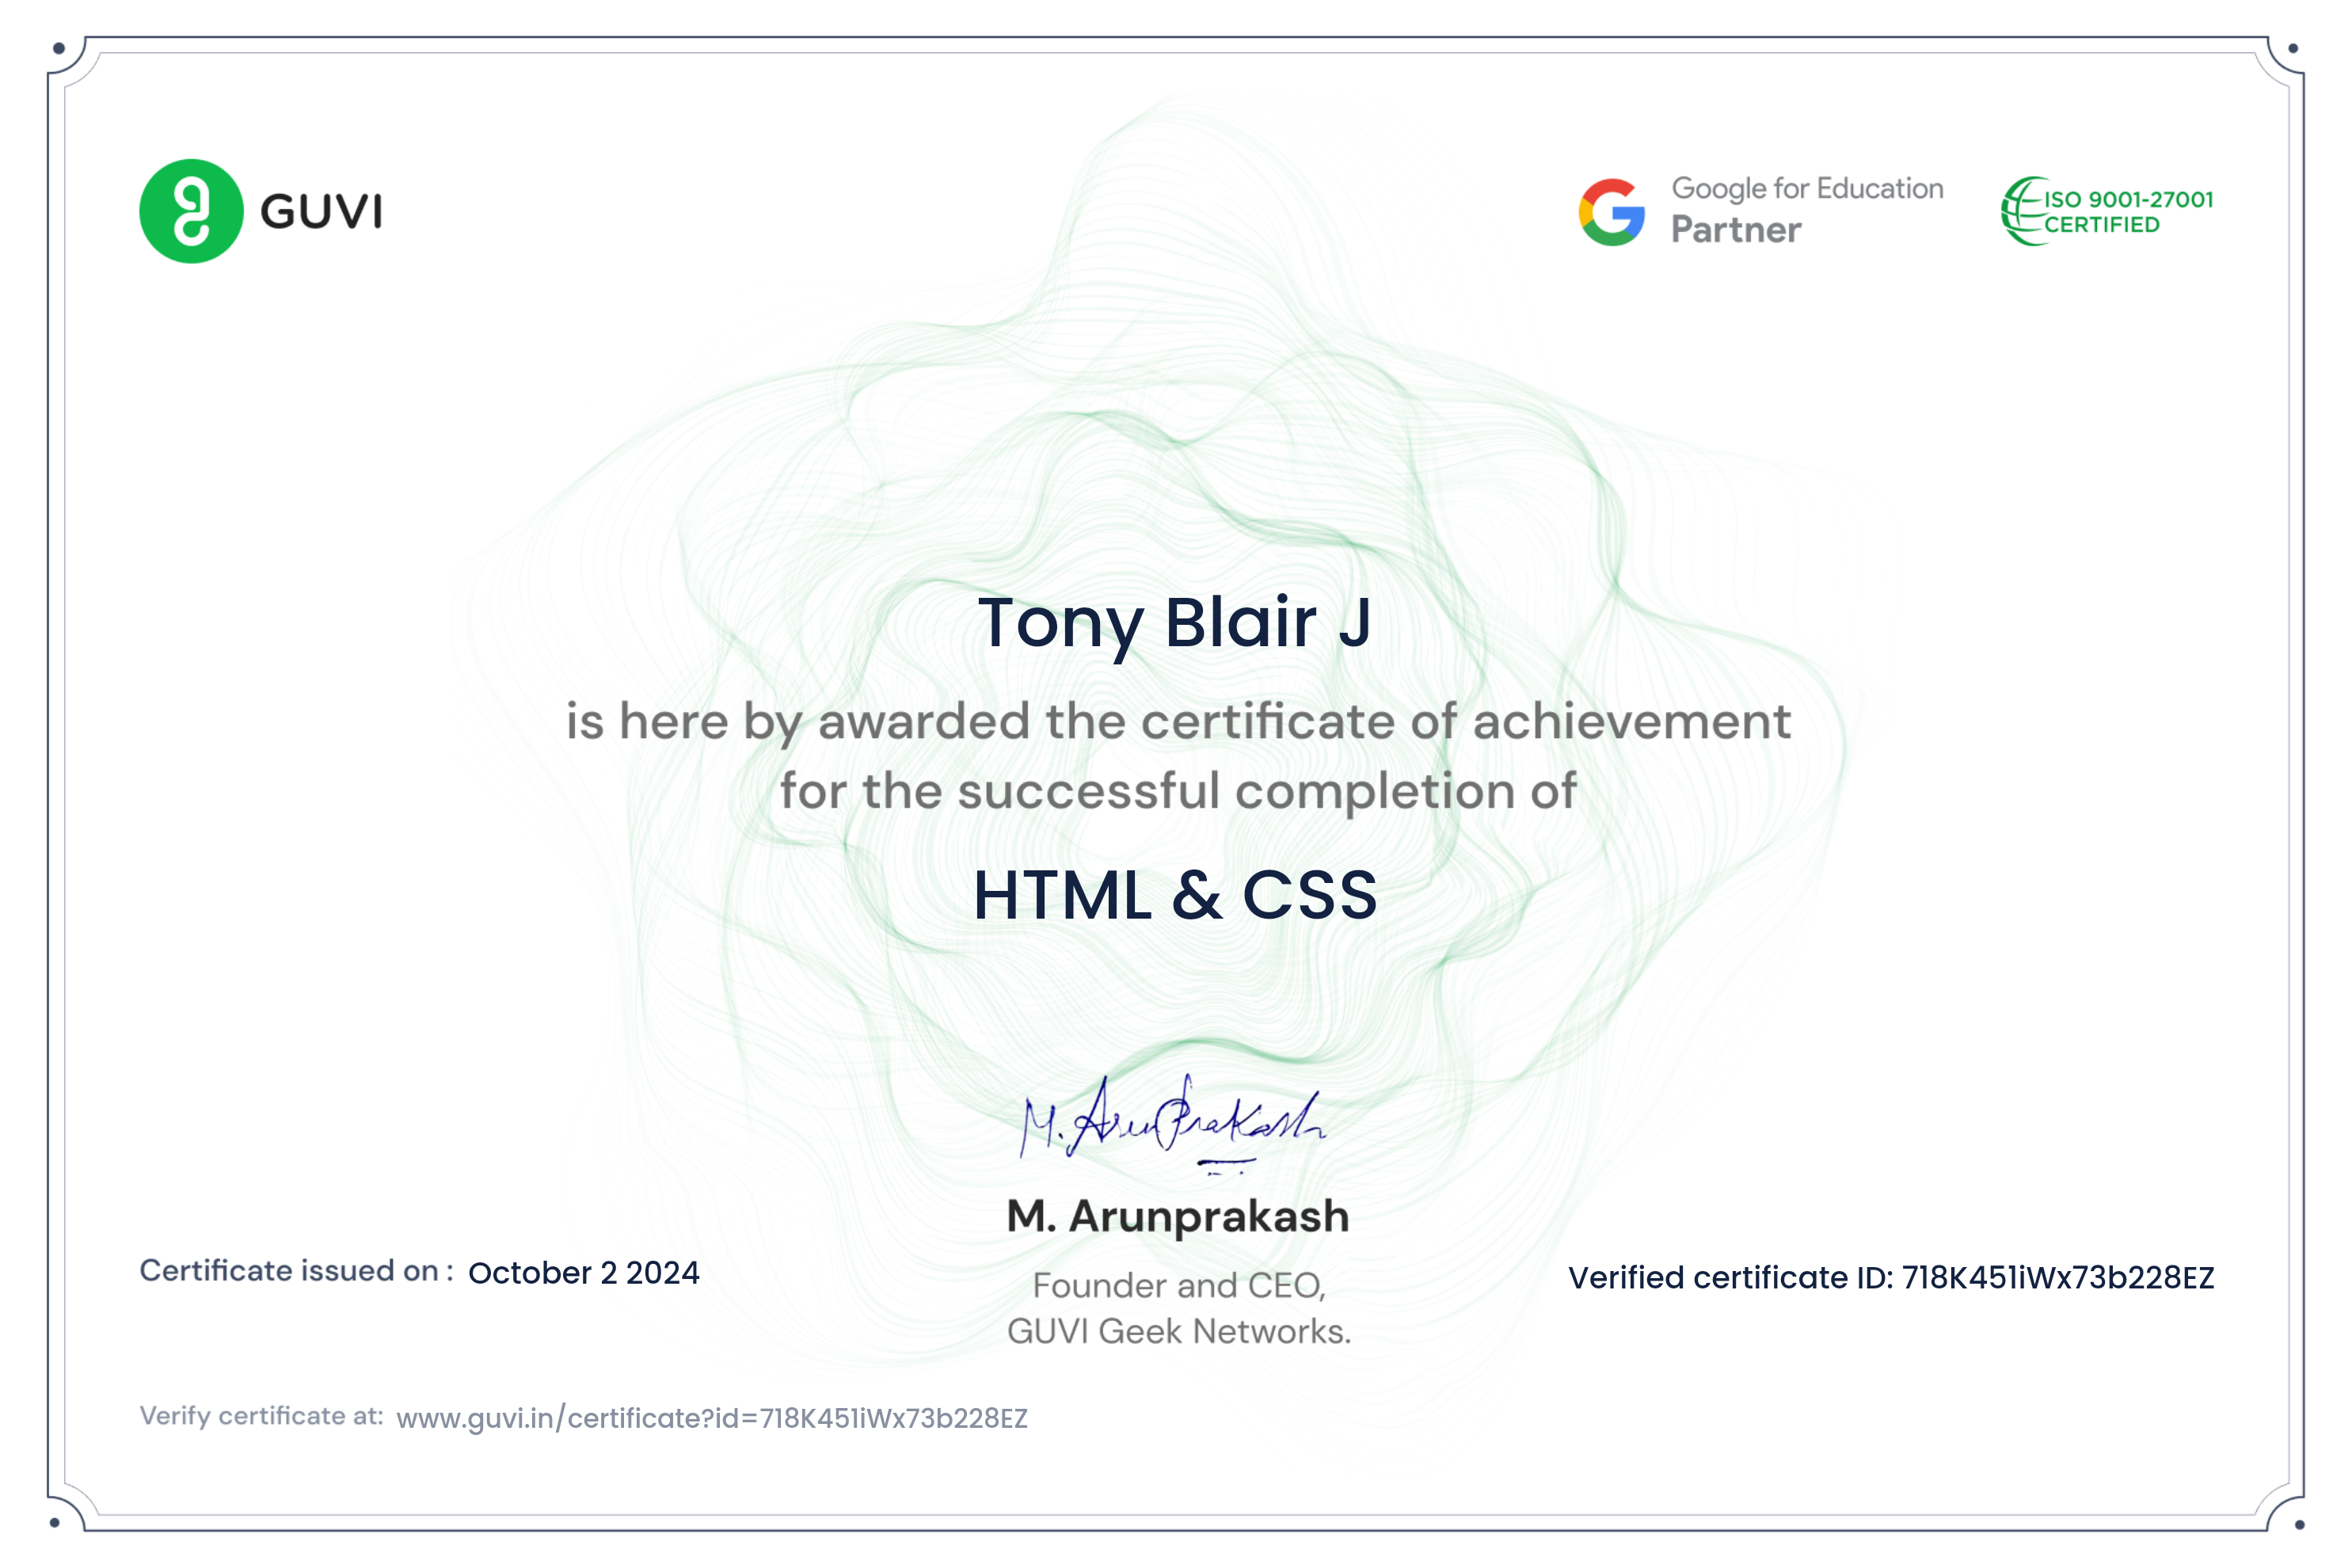 GUVI
Google for Education
Partner
ISO 9001-27001
CERTIFIED
Tony Blair J
is here by awarded the certificate of achievement
for the successful completion of
HTML & CSS
M. Arunprakash
M. Arunprakash
Founder and CEO,
GUVI Geek Networks.
Certificate issued on : October 2 2024
Verified certificate ID: 718K451iWx73b228EZ
Verify certificate at: www.guvi.in/certificate?id=718K451iWx73b228EZ